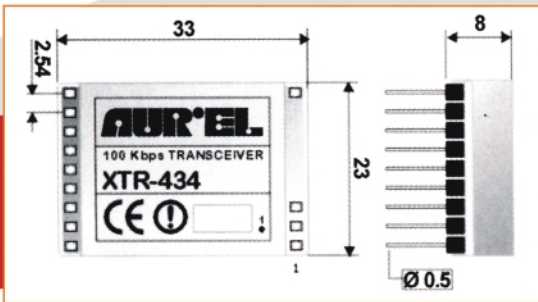 33
8
2.54
AUR°EL
100 Kbps TRANSCEIVER
XTR-434
CE
1
23
1
Ø 0.5